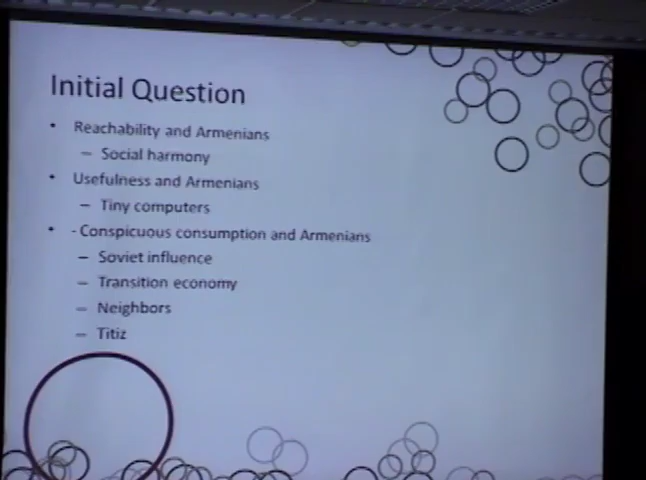 Initial Question
• Reachability and Armenians
– Social harmony
• Usefulness and Armenians
– Tiny computers
• - Conspicuous consumption and Armenians
– Soviet influence
– Transition economy
– Neighbors
– Titiz